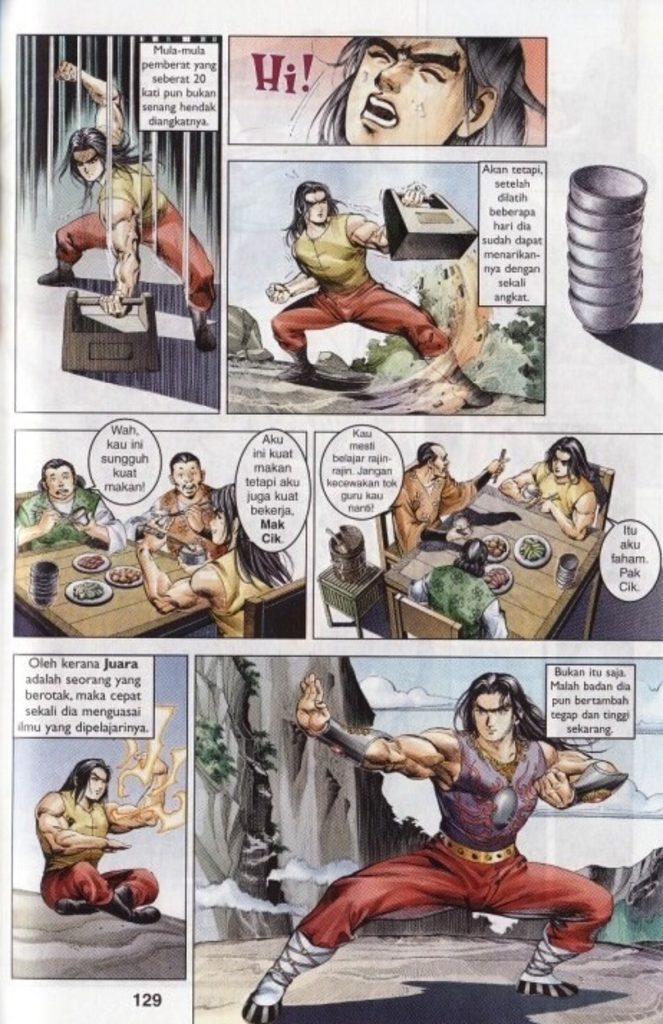 Mula-mula
pemberat yang
seberat 20
kati pun bukan
senang hendak
diangkatnya.
Hi!
Akan tetapi,
setelah
dilatih
beberapa
hari dia
sudah dapat
menarikan-
nya dengan
sekali
angkat.
Wah,
kau ini
sungguh
kuat
makan!
Aku
ini kuat
makan
tetapi aku
juga kuat
bekerja,
Mak
Cik.
Kau
mesti
belajar rajin-
rajin. Jangan
kecewakan tok
guru kau
nanti!
Itu
aku
faham.
Pak
Cik.
Oleh kerana Juara
adalah seorang yang
berotak, maka cepat
sekali dia menguasai
ilmu yang dipelajarinya.
Bukan itu saja.
Malah badan dia
pun bertambah
tegap dan tinggi
sekarang.
129